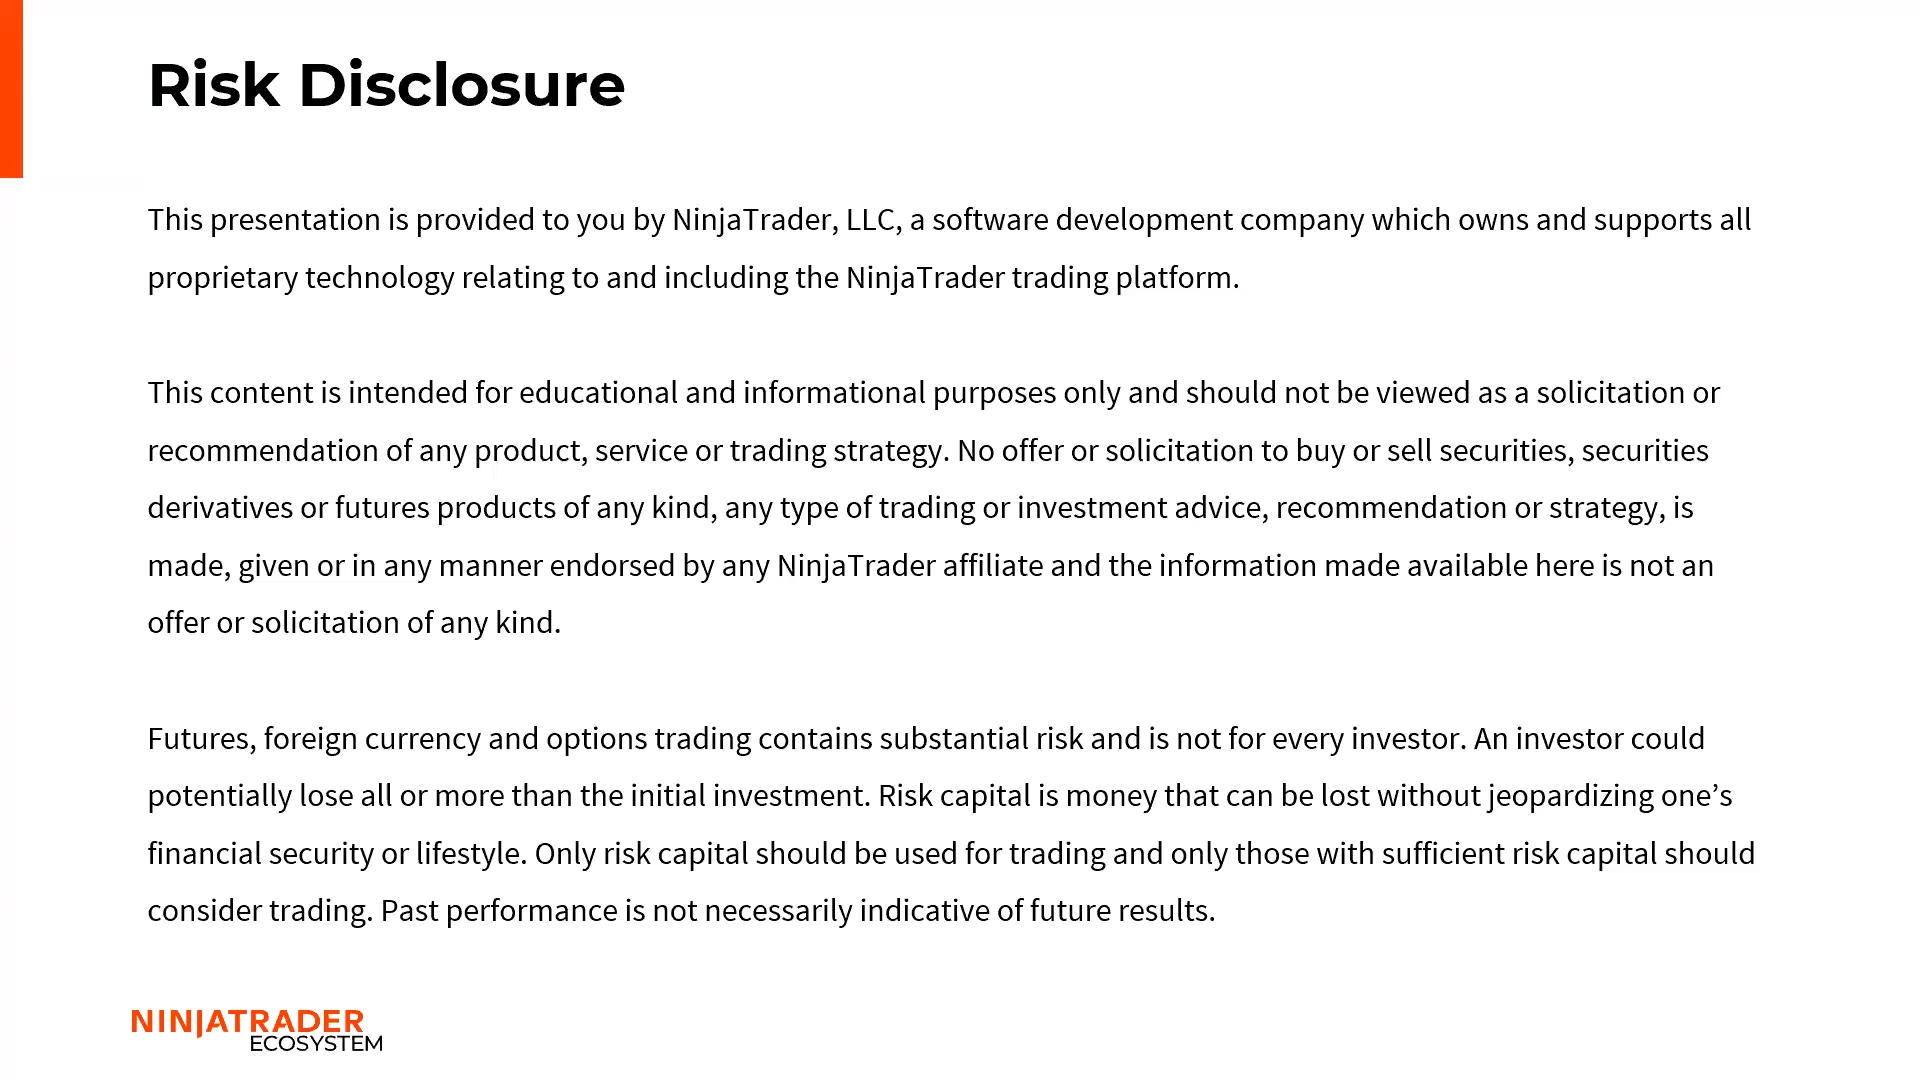 Risk Disclosure
This presentation is provided to you by NinjaTrader, LLC, a software development company which owns and supports all
proprietary technology relating to and including the NinjaTrader trading platform.
This content is intended for educational and informational purposes only and should not be viewed as a solicitation or
recommendation of any product, service or trading strategy. No offer or solicitation to buy or sell securities, securities
derivatives or futures products of any kind, any type of trading or investment advice, recommendation or strategy, is
made, given or in any manner endorsed by any NinjaTrader affiliate and the information made available here is not an
offer or solicitation of any kind.
Futures, foreign currency and options trading contains substantial risk and is not for every investor. An investor could
potentially lose all or more than the initial investment. Risk capital is money that can be lost without jeopardizing one’s
financial security or lifestyle. Only risk capital should be used for trading and only those with sufficient risk capital should
consider trading. Past performance is not necessarily indicative of future results.
NINJATRADER
ECOSYSTEM